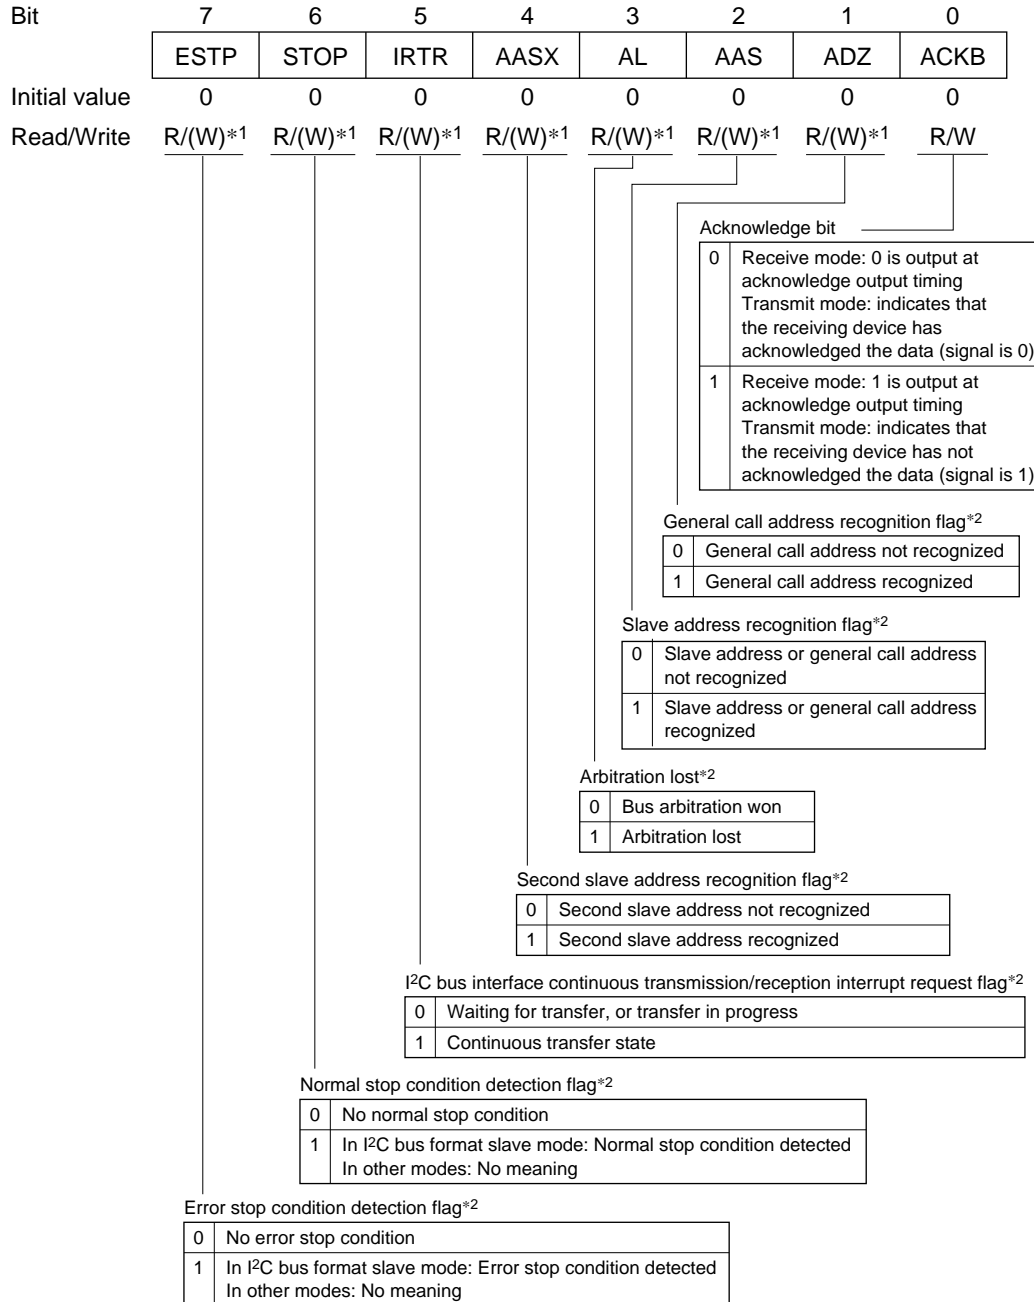 Bit 7 6 5 4 3 2 1 0
ESTP STOP IRTR AASX AL AAS ADZ ACKB
Initial value 0 0 0 0 0 0 0 0
Read/Write R/(W)*1 R/(W)*1 R/(W)*1 R/(W)*1 R/(W)*1 R/(W)*1 R/(W)*1 R/W
Acknowledge bit
0 Receive mode: 0 is output at
acknowledge output timing
Transmit mode: indicates that
the receiving device has
acknowledged the data (signal is 0)
1 Receive mode: 1 is output at
acknowledge output timing
Transmit mode: indicates that
the receiving device has not
acknowledged the data (signal is 1)
General call address recognition flag*2
0 General call address not recognized
1 General call address recognized
Slave address recognition flag*2
0 Slave address or general call address
not recognized
1 Slave address or general call address
recognized
Arbitration lost*2
0 Bus arbitration won
1 Arbitration lost
Second slave address recognition flag*2
0 Second slave address not recognized
1 Second slave address recognized
I2C bus interface continuous transmission/reception interrupt request flag*2
0 Waiting for transfer, or transfer in progress
1 Continuous transfer state
Normal stop condition detection flag*2
0 No normal stop condition
1 In I2C bus format slave mode: Normal stop condition detected
In other modes: No meaning
Error stop condition detection flag*2
0 No error stop condition
1 In I2C bus format slave mode: Error stop condition detected
In other modes: No meaning